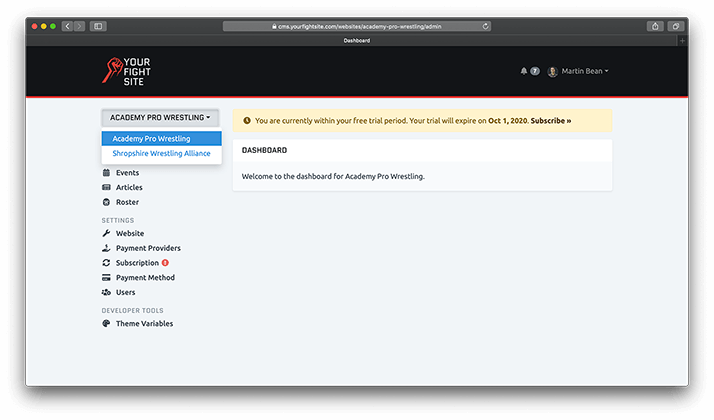 cms.yourfightsite.com/websites/academy-pro-wrestling/admin
Dashboard
YOUR
FIGHT
SITE
7
Martin Bean
ACADEMY PRO WRESTLING
Academy Pro Wrestling
Shropshire Wrestling Alliance
Events
Articles
Roster
SETTINGS
Website
Payment Providers
Subscription
Payment Method
Users
DEVELOPER TOOLS
Theme Variables
You are currently within your free trial period. Your trial will expire on Oct 1, 2020. Subscribe »
DASHBOARD
Welcome to the dashboard for Academy Pro Wrestling.